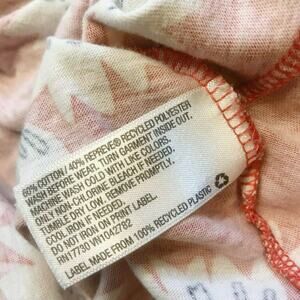 60% COTTON / 40% REPREVE® RECYCLED POLYESTER
WASH BEFORE WEAR. TURN GARMENT INSIDE OUT.
MACHINE WASH COLD WITH LIKE COLORS.
ONLY NON-CHLORINE BLEACH IF NEEDED.
TUMBLE DRY LOW. REMOVE PROMPTLY.
COOL IRON IF NEEDED.
DO NOT IRON ON PRINT LABEL.
RN17730 VN1042792
LABEL MADE FROM 100% RECYCLED PLASTIC